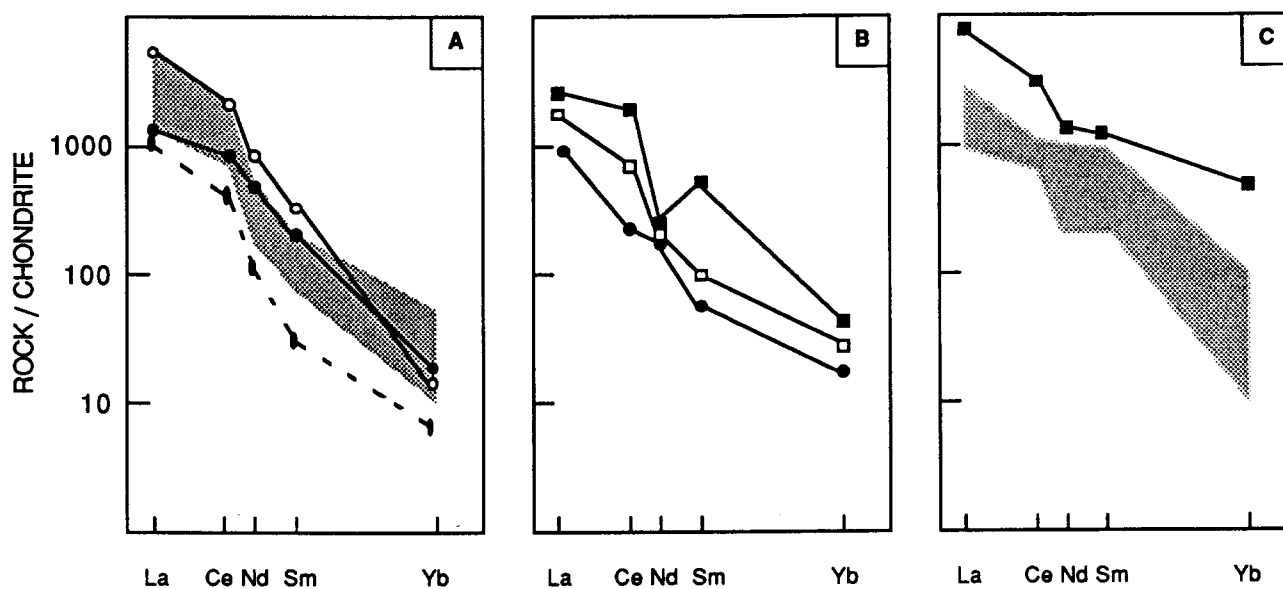 A
B
C
ROCK / CHONDRITE
1000
100
10
La Ce Nd Sm Yb
La Ce Nd Sm Yb
La Ce Nd Sm Yb